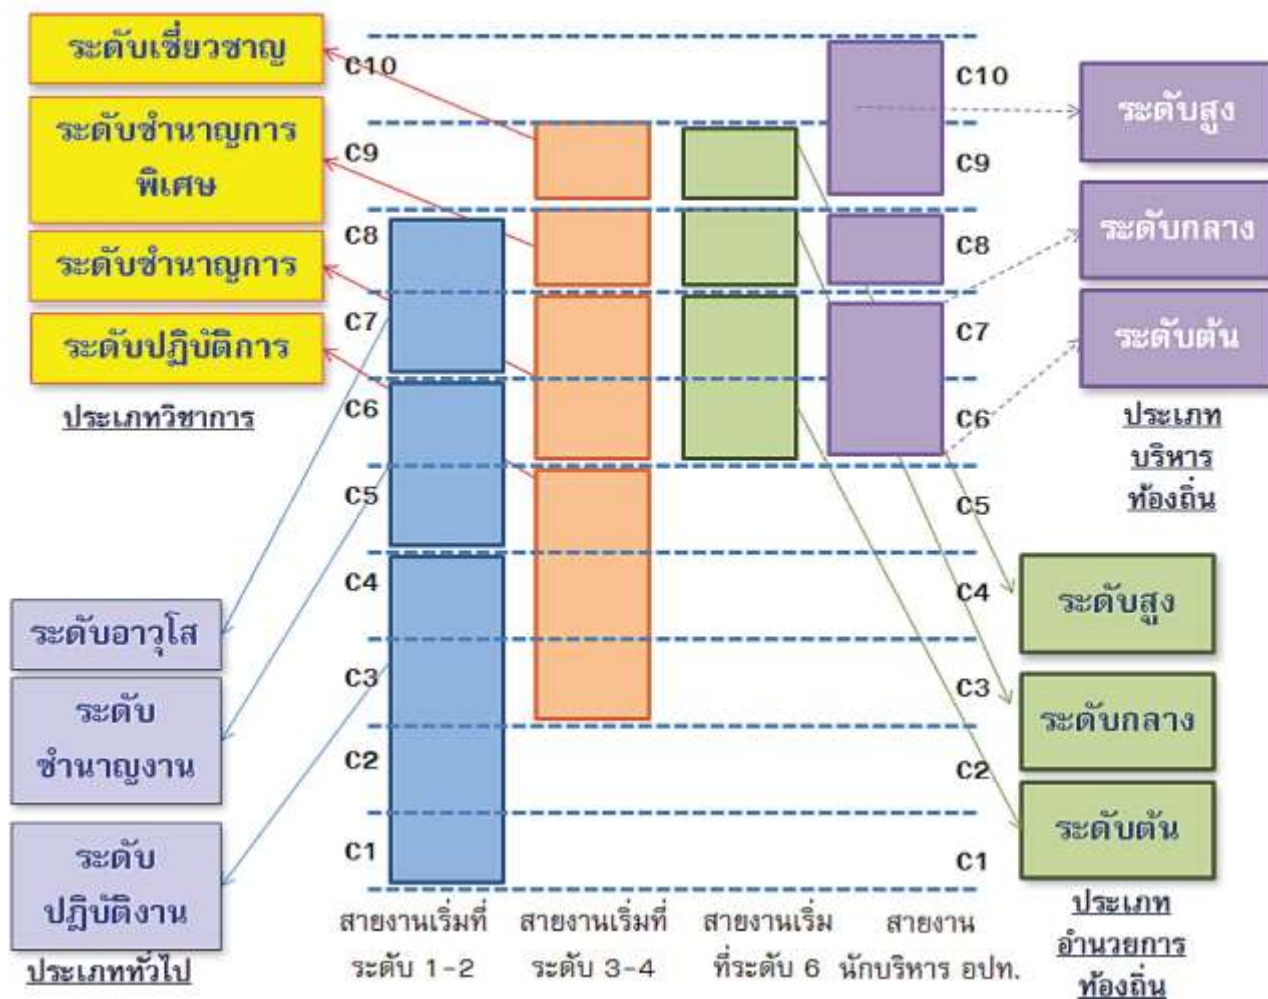 ระดับเชี่ยวชาญ
ระดับชำนาญการ
พิเศษ
ระดับชำนาญการ
ระดับปฏิบัติการ
ประเภทวิชาการ
ระดับอาวุโส
ระดับ
ชำนาญงาน
ระดับ
ปฏิบัติงาน
ประเภททั่วไป
C10
C9
C8
C7
C6
C5
C4
C3
C2
C1
สายงานเริ่มที่
ระดับ 1-2
สายงานเริ่มที่
ระดับ 3-4
สายงานเริ่ม
ที่ระดับ 6
สายงาน
นักบริหาร อปท.
C10
C9
C8
C7
C6
C5
C4
C3
C2
C1
ระดับสูง
ระดับกลาง
ระดับต้น
ประเภท
บริหาร
ท้องถิ่น
ระดับสูง
ระดับกลาง
ระดับต้น
ประเภท
อำนวยการ
ท้องถิ่น